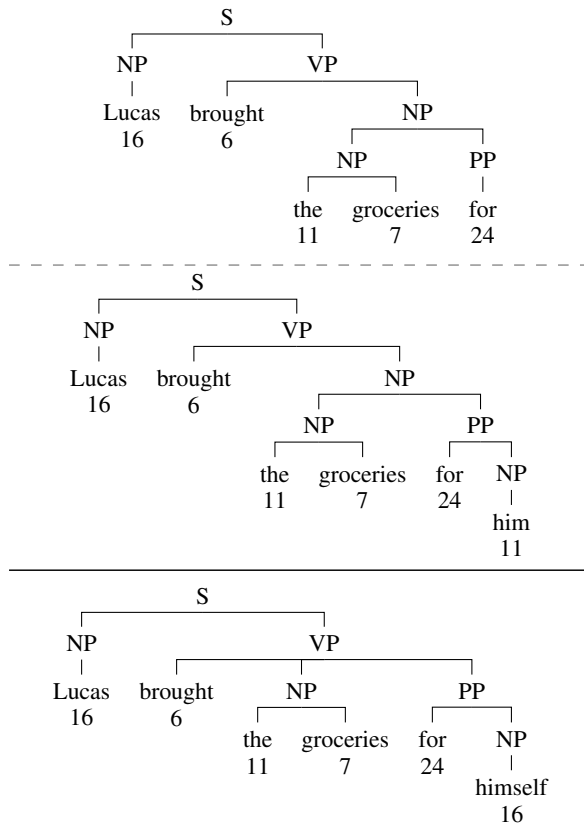 S
NP VP
Lucas brought NP
16 6
NP PP
the groceries for
11 7 24
S
NP VP
Lucas brought NP
16 6
NP PP
the groceries for NP
11 7 24
him
11
S
NP VP
Lucas brought NP PP
16 6
the groceries for NP
11 7 24
himself
16